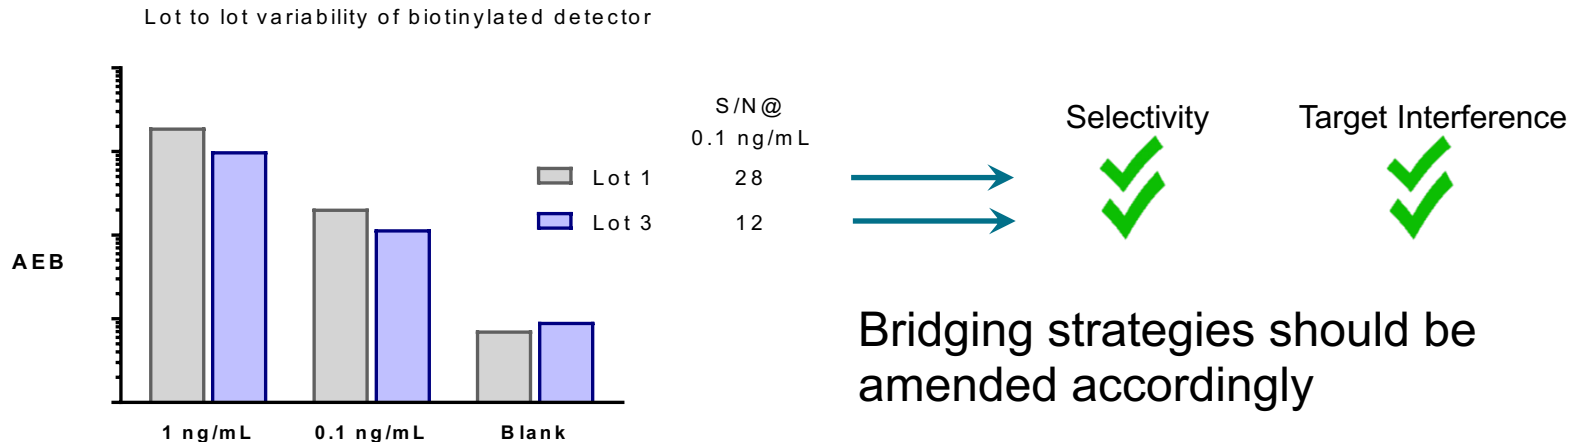 Lot to lot variability of biotinylated detector
AEB
1 ng/mL
0.1 ng/mL
Blank
S/N@
0.1 ng/mL
Lot 1
28
Lot 3
12
Selectivity
Target Interference
Bridging strategies should be
amended accordingly